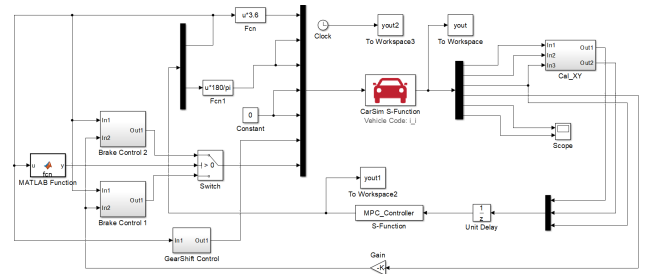 u*3.6
Fcn
Clock
yout2
To Workspace3
yout
To Workspace
In1
In2
In3
Out1
Out2
Cal_XY
u*180/pi
Fcn1
CarSim S-Function
Vehicle Code: i_i
0
Constant
Scope
In1
In2
Out1
Brake Control 2
> 0
Switch
u
fcn
y
MATLAB Function
In1
In2
Out1
Brake Control 1
yout1
To Workspace2
MPC_Controller
S-Function
1
z
Unit Delay
In1
Out1
GearShift Control
Gain
-K-